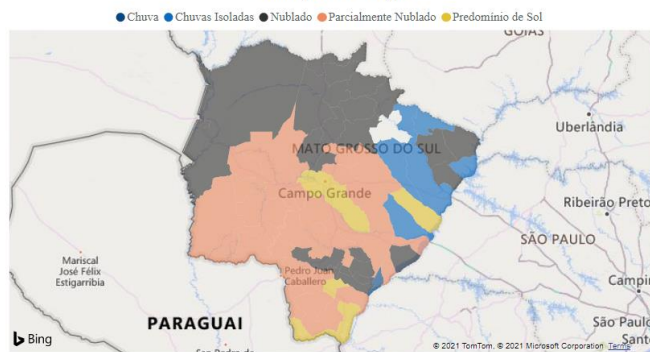 Chuva Chuvas Isoladas Nublado Parcialmente Nublado Predomínio de Sol
GOIÁS
Uberlândia
MATO GROSSO DO SUL
Campo Grande
Ribeirão Preto
SÃO PAULO
Mariscal
José Félix
Estigarribia
Pedro Juan
Caballero
Campin
PARAGUAI
São Paulo
Santo
Bing
© 2021 TomTom, © 2021 Microsoft Corporation Terms